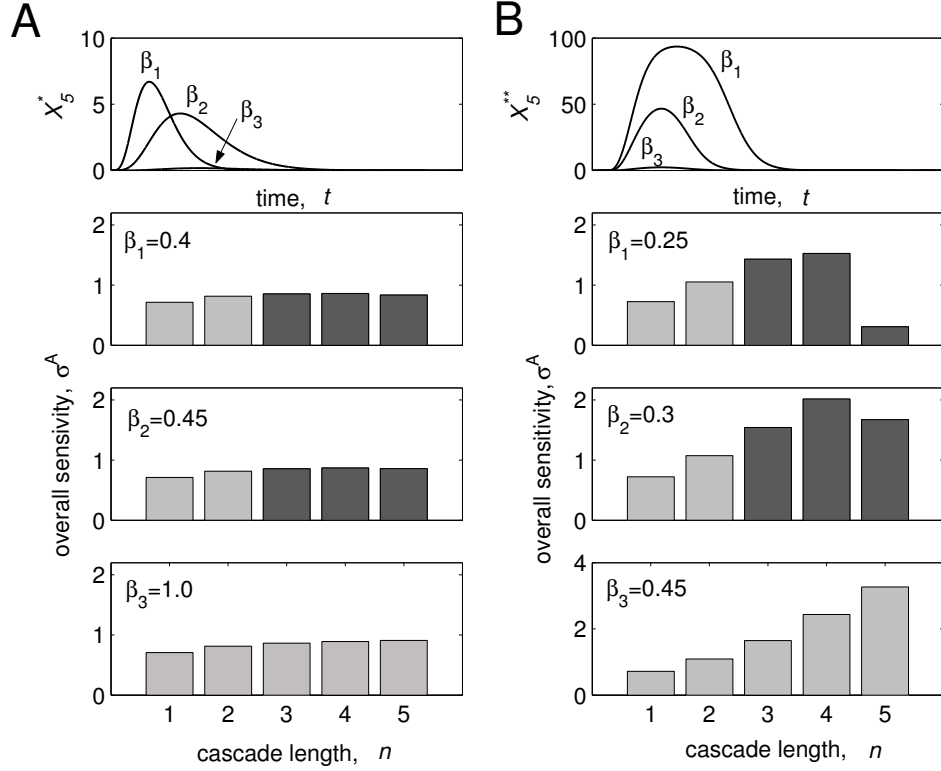 A
10
5
0
X5*
β1
β2
β3
time, t
2
1
0
β1=0.4
2
1
0
β2=0.45
2
1
0
β3=1.0
overall sensivity, σA
1 2 3 4 5
cascade length, n
B
100
50
0
X5**
β1
β2
β3
time, t
2
1
0
β1=0.25
2
1
0
β2=0.3
4
2
0
β3=0.45
overall sensitivity, σA
1 2 3 4 5
cascade length, n